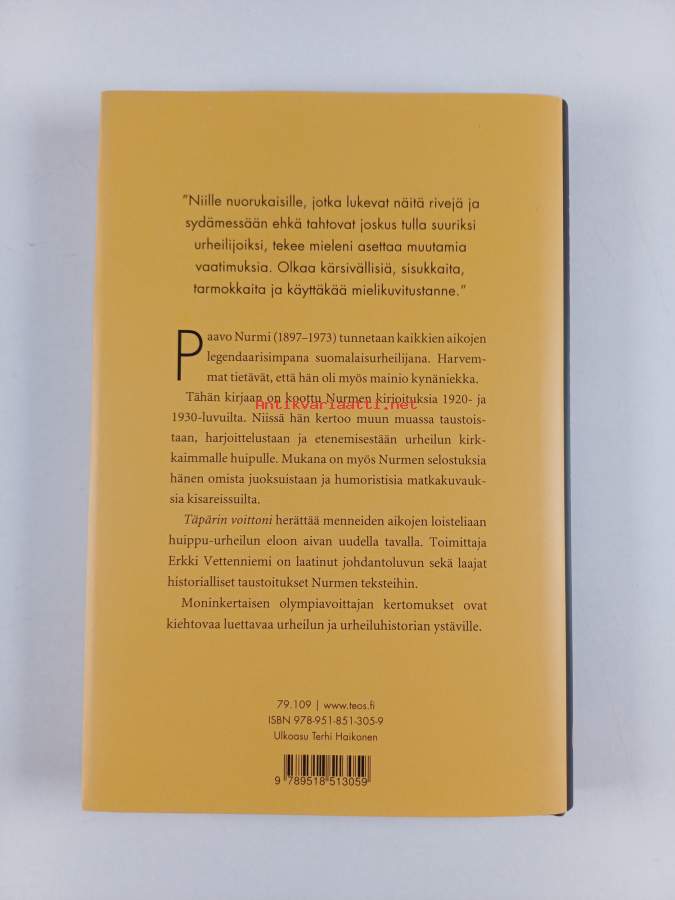 ”Niille nuorukaisille, jotka lukevat näitä rivejä ja
sydämessään ehkä tahtovat joskus tulla suuriksi
urheilijoiksi, tekee mieleni asettaa muutamia
vaatimuksia. Olkaa kärsivällisiä, sisukkaita,
tarmokkaita ja käyttäkää mielikuvitustanne.”
Paavo Nurmi (1897–1973) tunnetaan kaikkien aikojen
legendaarisimpana suomalaisurheilijana. Harvem-
mat tietävät, että hän oli myös mainio kynäniekka.
Tähän kirjaan on koottu Nurmen kirjoituksia 1920- ja
Antikvariaatti.net
1930-luvuilta. Niissä hän kertoo muun muassa taustois-
taan, harjoittelustaan ja etenemisestään urheilun kirk-
kaimmalle huipulle. Mukana on myös Nurmen selostuksia
hänen omista juoksuistaan ja humoristisia matkakuvauk-
sia kisareissuilta.
Täpärin voittoni herättää menneiden aikojen loisteliaan
huippu-urheilun eloon aivan uudella tavalla. Toimittaja
Erkki Vettenniemi on laatinut johdantoluvun sekä laajat
historialliset taustoitukset Nurmen teksteihin.
Moninkertaisen olympiavoittajan kertomukset ovat
kiehtovaa luettavaa urheilun ja urheiluhistorian ystäville.
79.109 | www.teos.fi
ISBN 978-951-851-305-9
Ulkoasu Terhi Haikonen
9 789518 513059